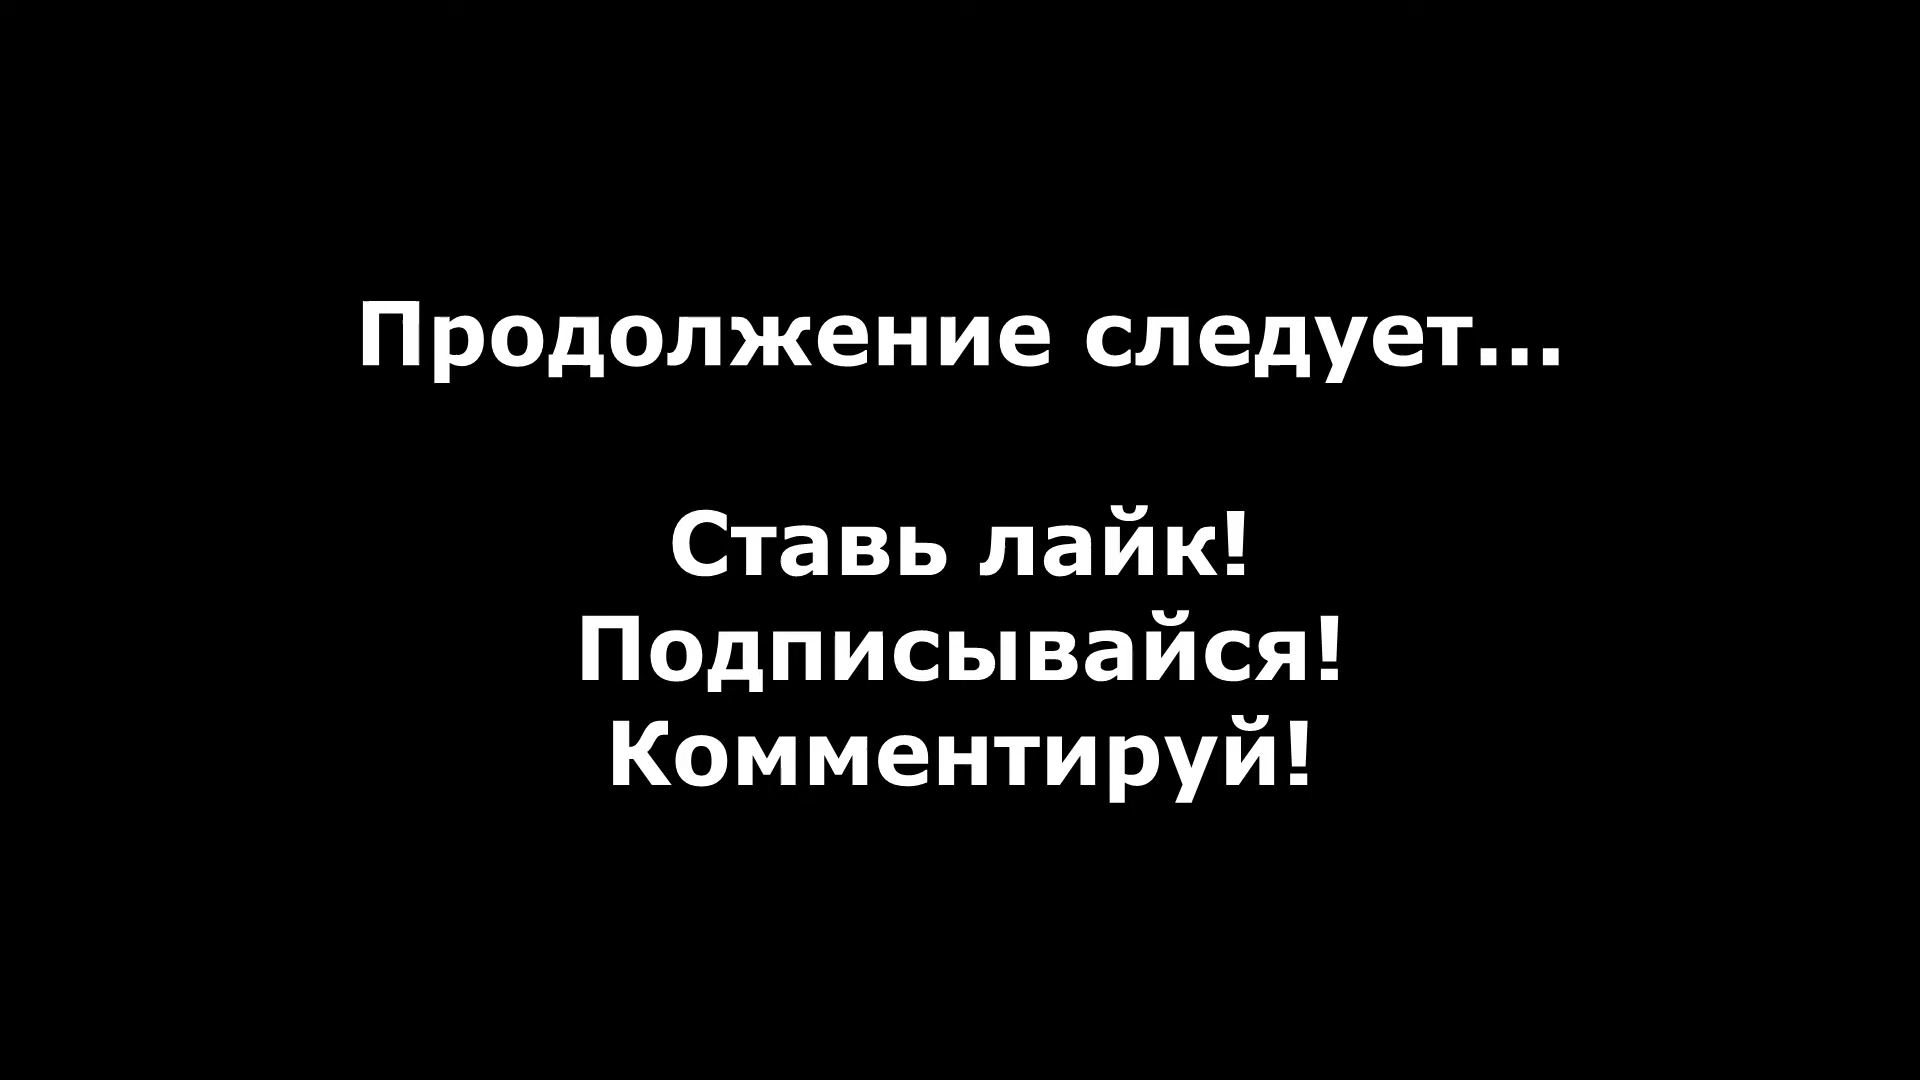 Продолжение следует...
Ставь лайк!
Подписывайся!
Комментируй!